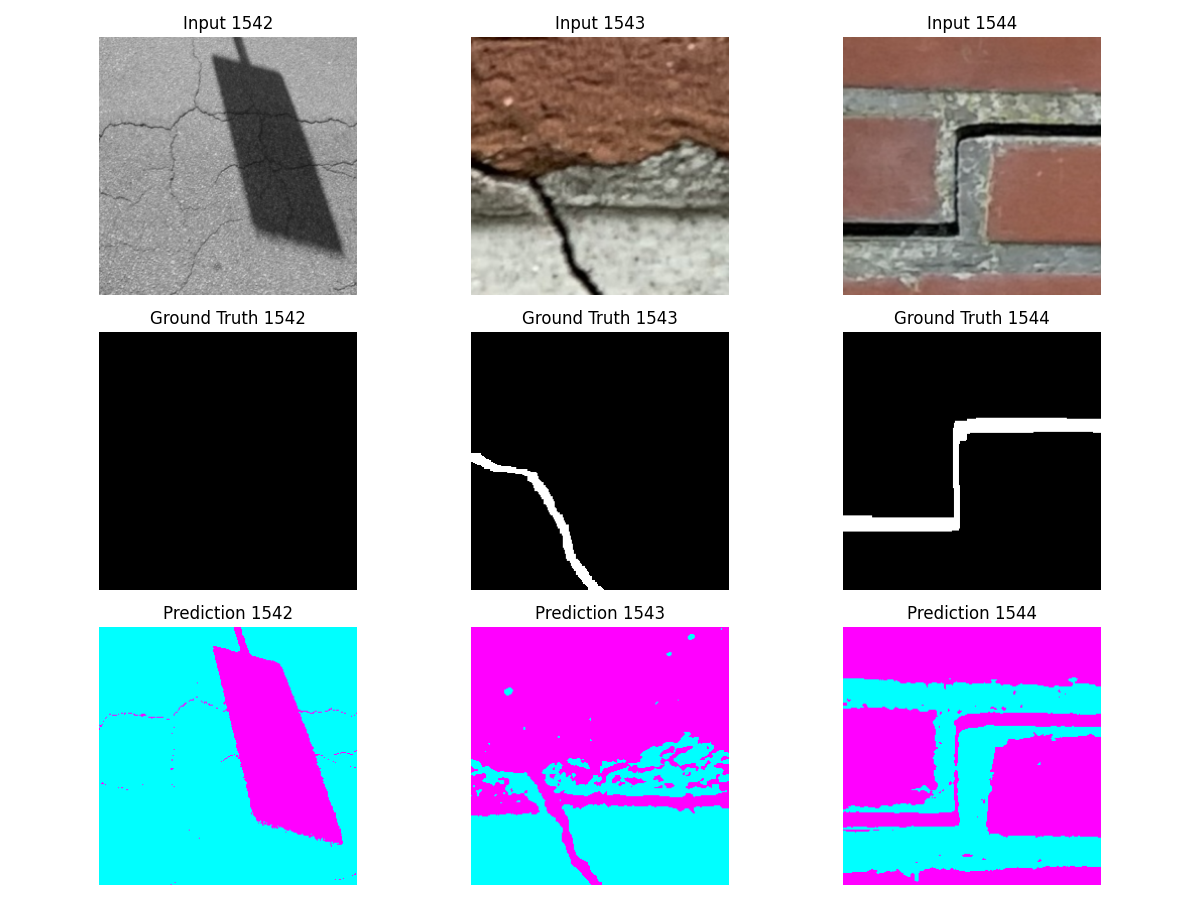 Input 1542
Input 1543
Input 1544
Ground Truth 1542
Ground Truth 1543
Ground Truth 1544
Prediction 1542
Prediction 1543
Prediction 1544